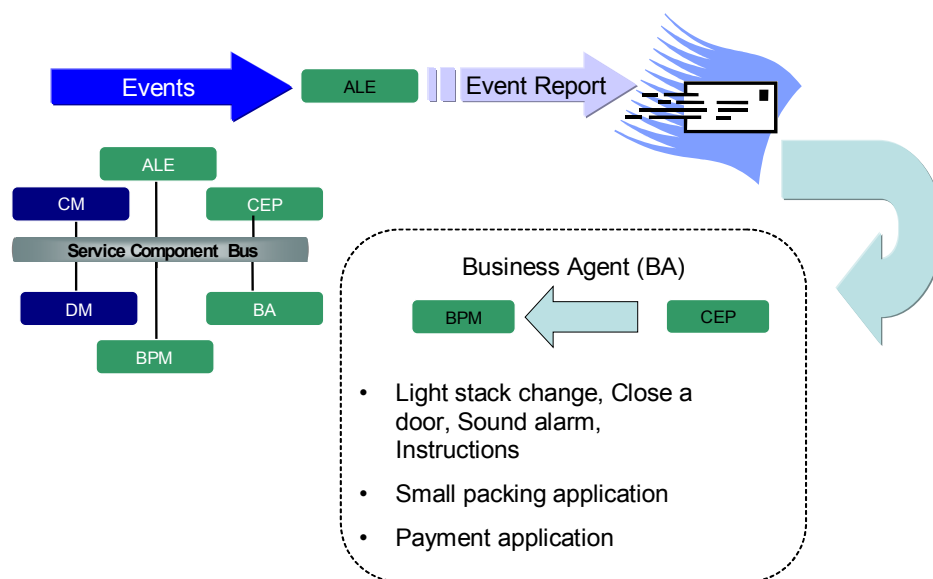 Events
ALE
Event Report
ALE
CM
CEP
Service Component Bus
DM
BA
BPM
Business Agent (BA)
BPM
CEP
• Light stack change, Close a
door, Sound alarm,
Instructions
• Small packing application
• Payment application